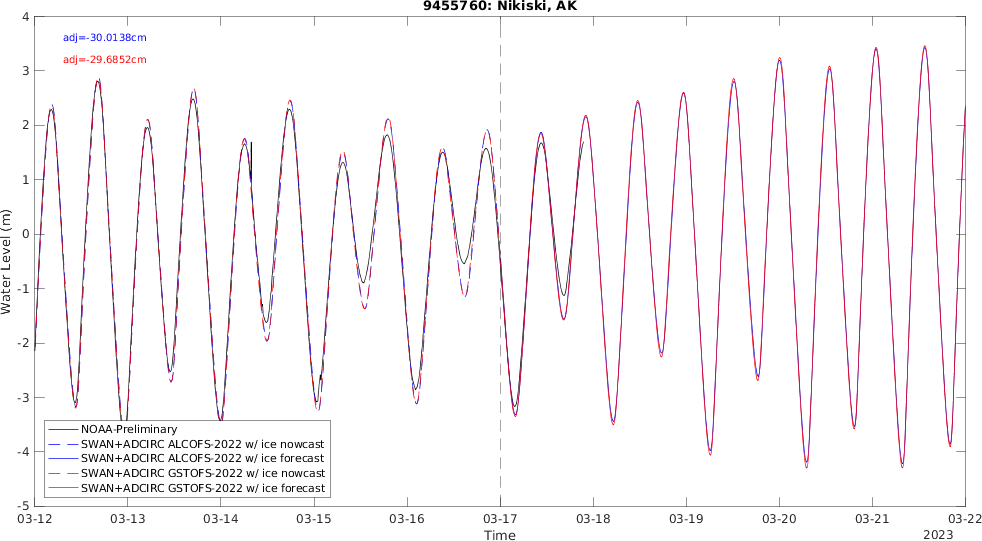 9455760: Nikiski, AK
adj=-30.0138cm
adj=-29.6852cm
4
3
2
1
0
-1
-2
-3
-4
-5
Water Level (m)
NOAA-Preliminary
SWAN+ADCIRC ALCOFS-2022 w/ ice nowcast
SWAN+ADCIRC ALCOFS-2022 w/ ice forecast
SWAN+ADCIRC GSTOFS-2022 w/ ice nowcast
SWAN+ADCIRC GSTOFS-2022 w/ ice forecast
03-12 03-13 03-14 03-15 03-16 03-17 03-18 03-19 03-20 03-21 03-22
Time
2023